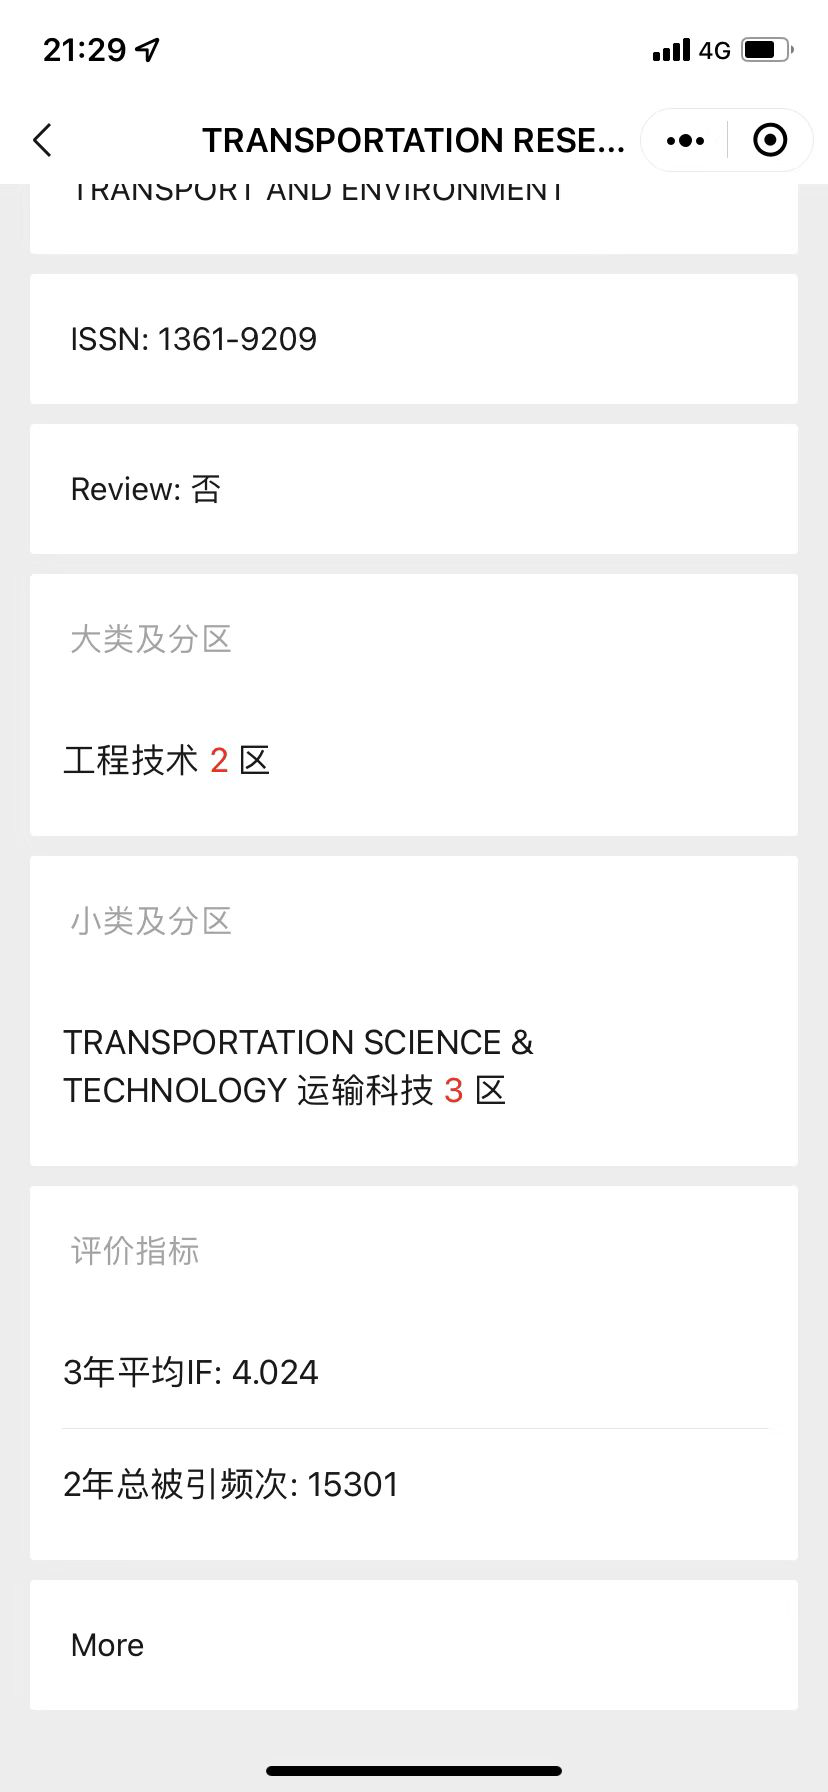 21:29
4G
TRANSPORTATION RESE...
TRANSPORT AND ENVIRONMENT
ISSN: 1361-9209
Review: 否
大类及分区
工程技术 2 区
小类及分区
TRANSPORTATION SCIENCE &
TECHNOLOGY 运输科技 3 区
评价指标
3年平均IF: 4.024
2年总被引频次: 15301
More